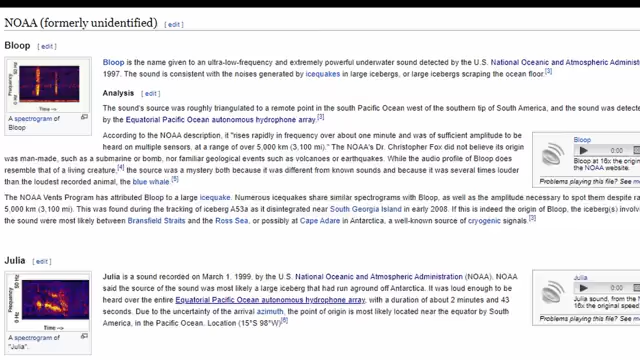 NOAA (formerly unidentified) [ edit ]
Bloop [ edit ]
Frequency
0 Hz 50 Hz
Time -->
A spectrogram of
Bloop
Bloop is the name given to an ultra-low-frequency and extremely powerful underwater sound detected by the U.S. National Oceanic and Atmospheric Administ
1997. The sound is consistent with the noises generated by icequakes in large icebergs, or large icebergs scraping the ocean floor.[3]
Analysis [ edit ]
The sound's source was roughly triangulated to a remote point in the south Pacific Ocean west of the southern tip of South America, and the sound was detec
by the Equatorial Pacific Ocean autonomous hydrophone array.[3]
According to the NOAA description, it "rises rapidly in frequency over about one minute and was of sufficient amplitude to be
heard on multiple sensors, at a range of over 5,000 km (3,100 mi)." The NOAA's Dr. Christopher Fox did not believe its origin
was man-made, such as a submarine or bomb, nor familiar geological events such as volcanoes or earthquakes. While the audio profile of Bloop does
resemble that of a living creature,[4] the source was a mystery both because it was different from known sounds and because it was several times louder
than the loudest recorded animal, the blue whale.[5]
Bloop
0:00
Bloop at 16x the
NOAA website.
Problems playing this file? See me
The NOAA Vents Program has attributed Bloop to a large icequake. Numerous icequakes share similar spectrograms with Bloop, as well as the amplitude necessary to spot them despite ra
5,000 km (3,100 mi). This was found during the tracking of iceberg A53a as it disintegrated near South Georgia Island in early 2008. If this is indeed the origin of Bloop, the iceberg(s) involv
the sound were most likely between Bransfield Straits and the Ross Sea, or possibly at Cape Adare in Antarctica, a well-known source of cryogenic signals.[3]
Julia [ edit ]
Frequency
0 Hz 50 Hz
Time -->
A spectrogram of
"Julia".
Julia is a sound recorded on March 1, 1999, by the U.S. National Oceanic and Atmospheric Administration (NOAA). NOAA
said the source of the sound was most likely a large iceberg that had run aground off Antarctica. It was loud enough to be
heard over the entire Equatorial Pacific Ocean autonomous hydrophone array, with a duration of about 2 minutes and 43
seconds. Due to the uncertainty of the arrival azimuth, the point of origin is most likely located near the equator by South
America, in the Pacific Ocean. Location (15°S 98°W)[6]
Julia
0:00
Julia sound, from the N
16x the original speed
Problems playing this file? See me